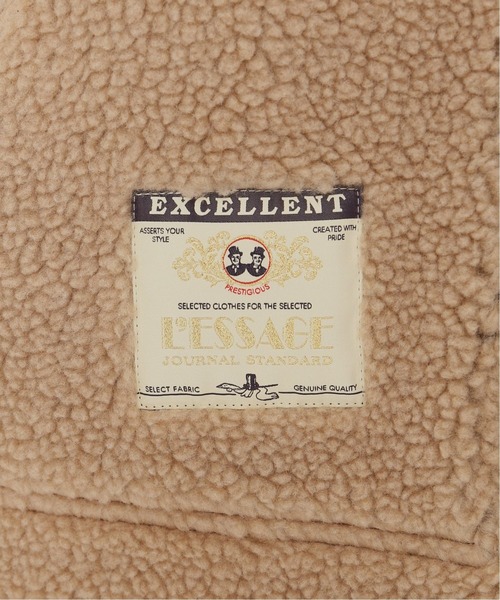 EXCELLENT
ASSERTS YOUR
STYLE
CREATED WITH
PRIDE
PRESTIGIOUS
SELECTED CLOTHES FOR THE SELECTED
L'ESSAGE
JOURNAL STANDARD
SELECT FABRIC
GENUINE QUALITY